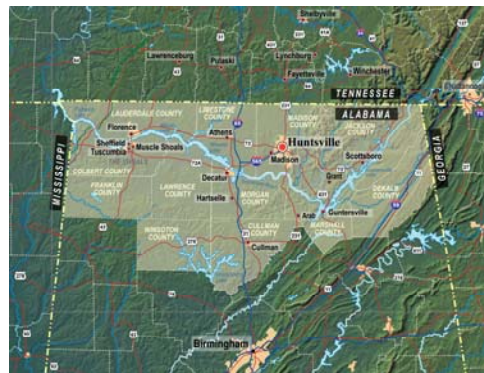 Shelbyville
Lawrenceburg
Pulaski
Lynchburg
Fayetteville
Winchester
TENNESSEE
ALABAMA
MISSISSIPPI
GEORGIA
LAUDERDALE COUNTY
LIMESTONE
COUNTY
MADISON
COUNTY
JACKSON
COUNTY
Florence
Athens
Huntsville
Sheffield
Tuscumbia
Muscle Shoals
Madison
Scottsboro
COLBERT COUNTY
Decatur
Grant
FRANKLIN
COUNTY
LAWRENCE
COUNTY
MORGAN
COUNTY
DEKALB
COUNTY
Hartselle
Arab
Guntersville
MARSHALL
COUNTY
WINSTON
COUNTY
CULLMAN
COUNTY
Cullman
Birmingham